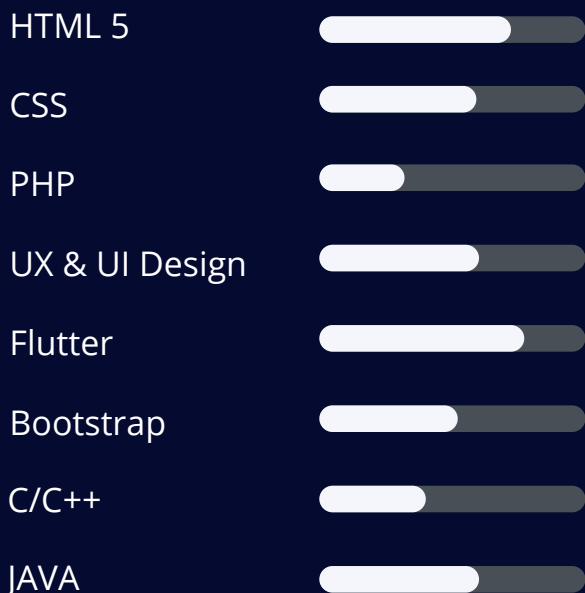 HTML 5
CSS
PHP
UX & UI Design
Flutter
Bootstrap
C/C++
JAVA